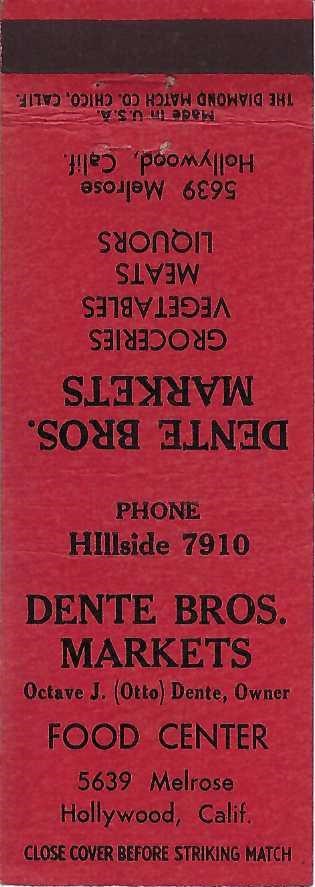 THE DIAMOND MATCH CO. CHICO, CALIF.
Made in U.S.A.
Hollywood, Calif.
5639 Melrose
LIQUORS
MEATS
VEGETABLES
GROCERIES
MARKETS
DENTE BROS.
PHONE
HIllside 7910
DENTE BROS.
MARKETS
Octave J. (Otto) Dente, Owner
FOOD CENTER
5639 Melrose
Hollywood, Calif.
CLOSE COVER BEFORE STRIKING MATCH